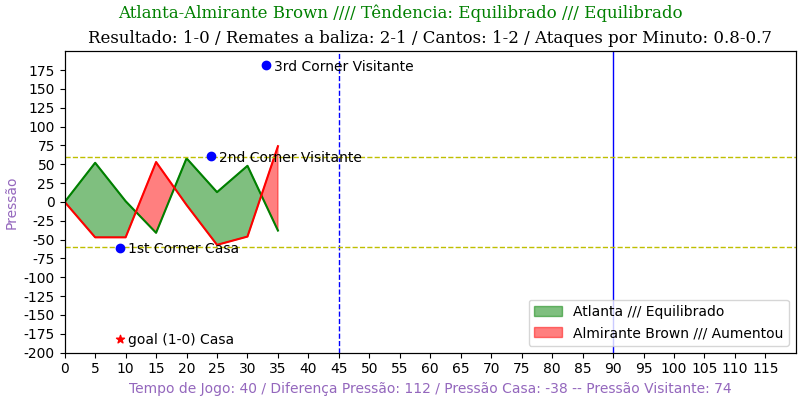 Atlanta-Almirante Brown //// Têndencia: Equilibrado /// Equilibrado
Resultado: 1-0 / Remates a baliza: 2-1 / Cantos: 1-2 / Ataques por Minuto: 0.8-0.7
Pressão
175
150
125
100
75
50
25
0
-25
-50
-75
-100
-125
-150
-175
-200
3rd Corner Visitante
2nd Corner Visitante
1st Corner Casa
goal (1-0) Casa
Atlanta /// Equilibrado
Almirante Brown /// Aumentou
0 5 10 15 20 25 30 35 40 45 50 55 60 65 70 75 80 85 90 95 100 105 110 115
Tempo de Jogo: 40 / Diferença Pressão: 112 / Pressão Casa: -38 -- Pressão Visitante: 74